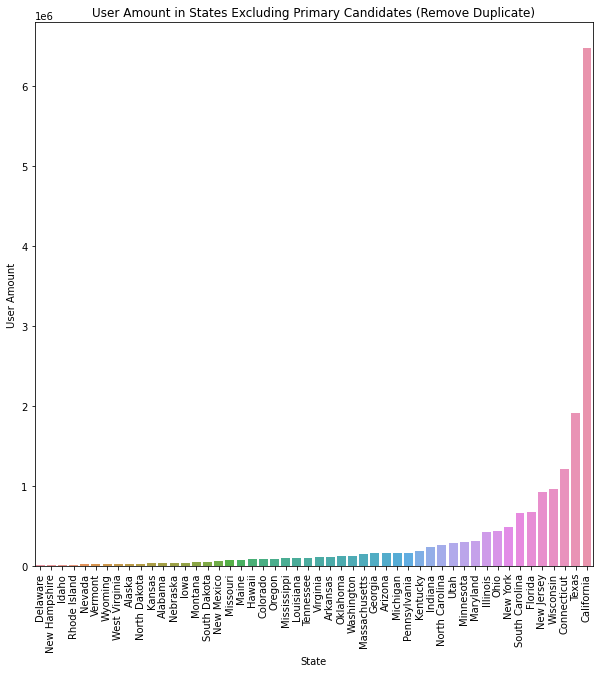 User Amount in States Excluding Primary Candidates (Remove Duplicate)
1e6
6
5
4
3
2
1
0
User Amount
Delaware
New Hampshire
Idaho
Rhode Island
Nevada
Vermont
Wyoming
West Virginia
Alaska
North Dakota
Kansas
Alabama
Nebraska
Iowa
Montana
South Dakota
New Mexico
Missouri
Maine
Hawaii
Colorado
Oregon
Mississippi
Louisiana
Tennessee
Virginia
Arkansas
Oklahoma
Washington
Massachusetts
Georgia
Arizona
Michigan
Pennsylvania
Kentucky
Indiana
North Carolina
Utah
Minnesota
Maryland
Illinois
Ohio
New York
South Carolina
Florida
New Jersey
Wisconsin
Connecticut
Texas
California
State